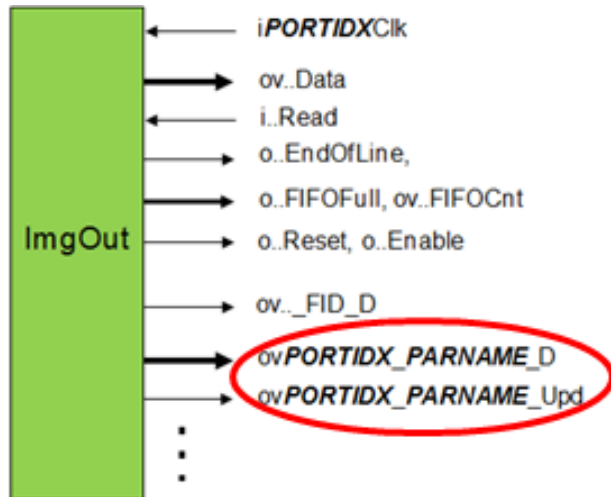 iPORTIDXClk
ov..Data
i..Read
o..EndOfLine,
ImgOut
o..FIFOFull, ov..FIFOCnt
o..Reset, o..Enable
ov.._FID_D
ovPORTIDX_PARNAME_D
ovPORTIDX_PARNAME_Upd